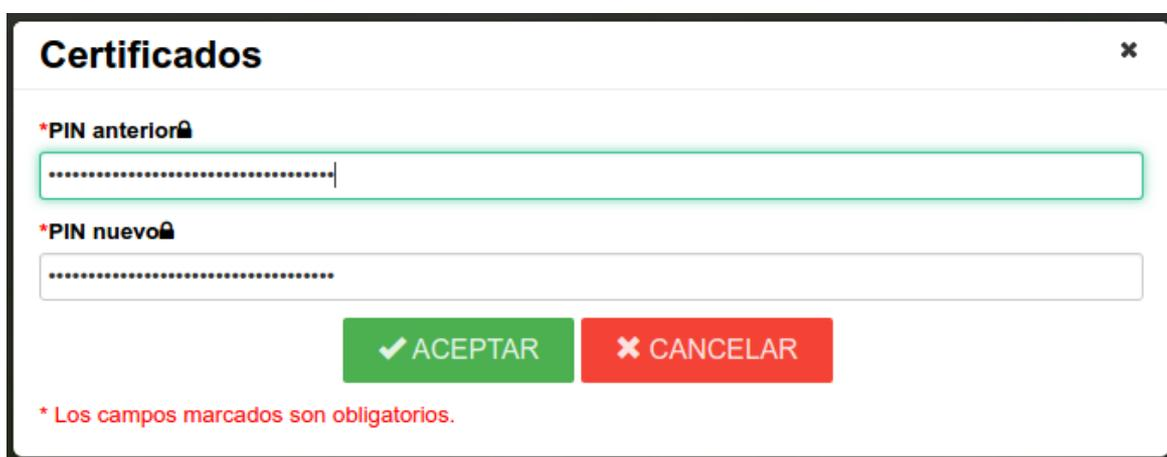 Certificados
*PIN anterior
••••••••••••••••••••••••••••••••••••
*PIN nuevo
••••••••••••••••••••••••••••••••••••
ACEPTAR CANCELAR
* Los campos marcados son obligatorios.